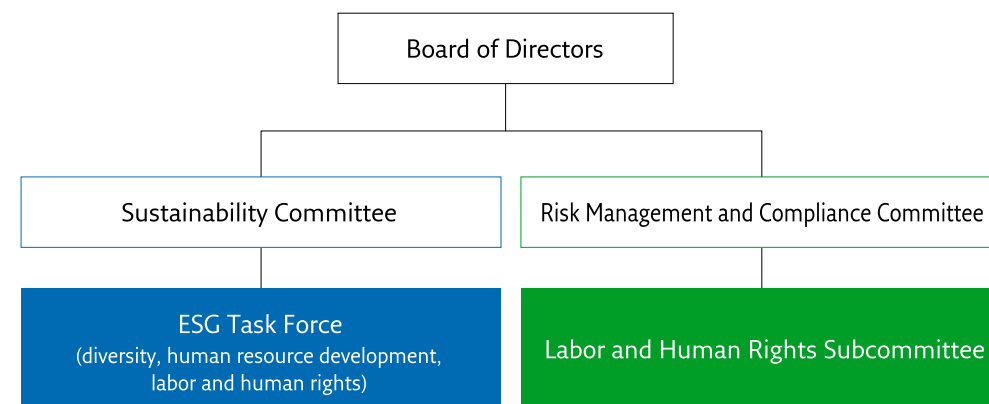 Board of Directors
Sustainability Committee
Risk Management and Compliance Committee
ESG Task Force
(diversity, human resource development,
labor and human rights)
Labor and Human Rights Subcommittee